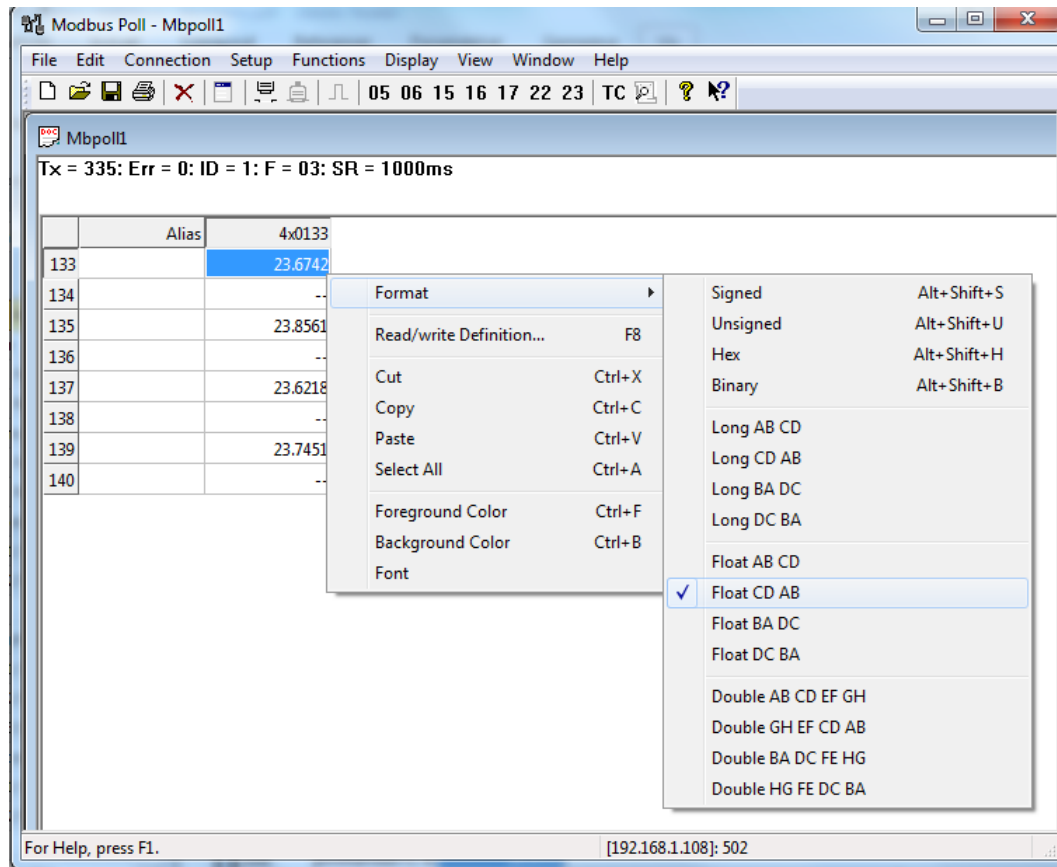 Modbus Poll - Mbpoll1
File Edit Connection Setup Functions Display View Window Help
05 06 15 16 17 22 23 TC
Mbpoll1
Tx = 335: Err = 0: ID = 1: F = 03: SR = 1000ms
Alias 4x0133
133 23.6742
134 --
135 23.8561
136 --
137 23.6218
138 --
139 23.7451
140 --
Format
Read/write Definition... F8
Cut Ctrl+X
Copy Ctrl+C
Paste Ctrl+V
Select All Ctrl+A
Foreground Color Ctrl+F
Background Color Ctrl+B
Font
Signed Alt+Shift+S
Unsigned Alt+Shift+U
Hex Alt+Shift+H
Binary Alt+Shift+B
Long AB CD
Long CD AB
Long BA DC
Long DC BA
Float AB CD
Float CD AB
Float BA DC
Float DC BA
Double AB CD EF GH
Double GH EF CD AB
Double BA DC FE HG
Double HG FE DC BA
For Help, press F1. [192.168.1.108]: 502